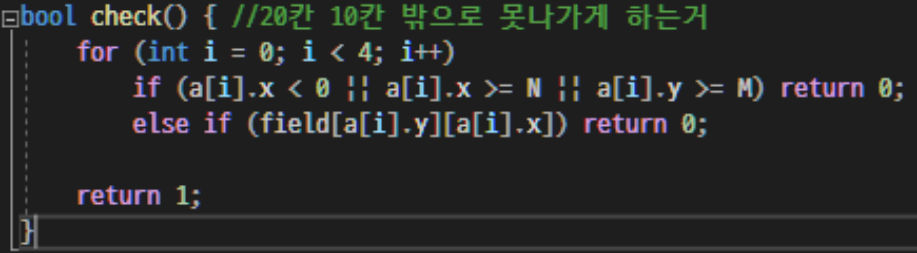 bool check() { //20칸 10칸 밖으로 못나가게 하는거
for (int i = 0; i < 4; i++)
if (a[i].x < 0 || a[i].x >= N || a[i].y >= M) return 0;
else if (field[a[i].y][a[i].x]) return 0;
return 1;
}